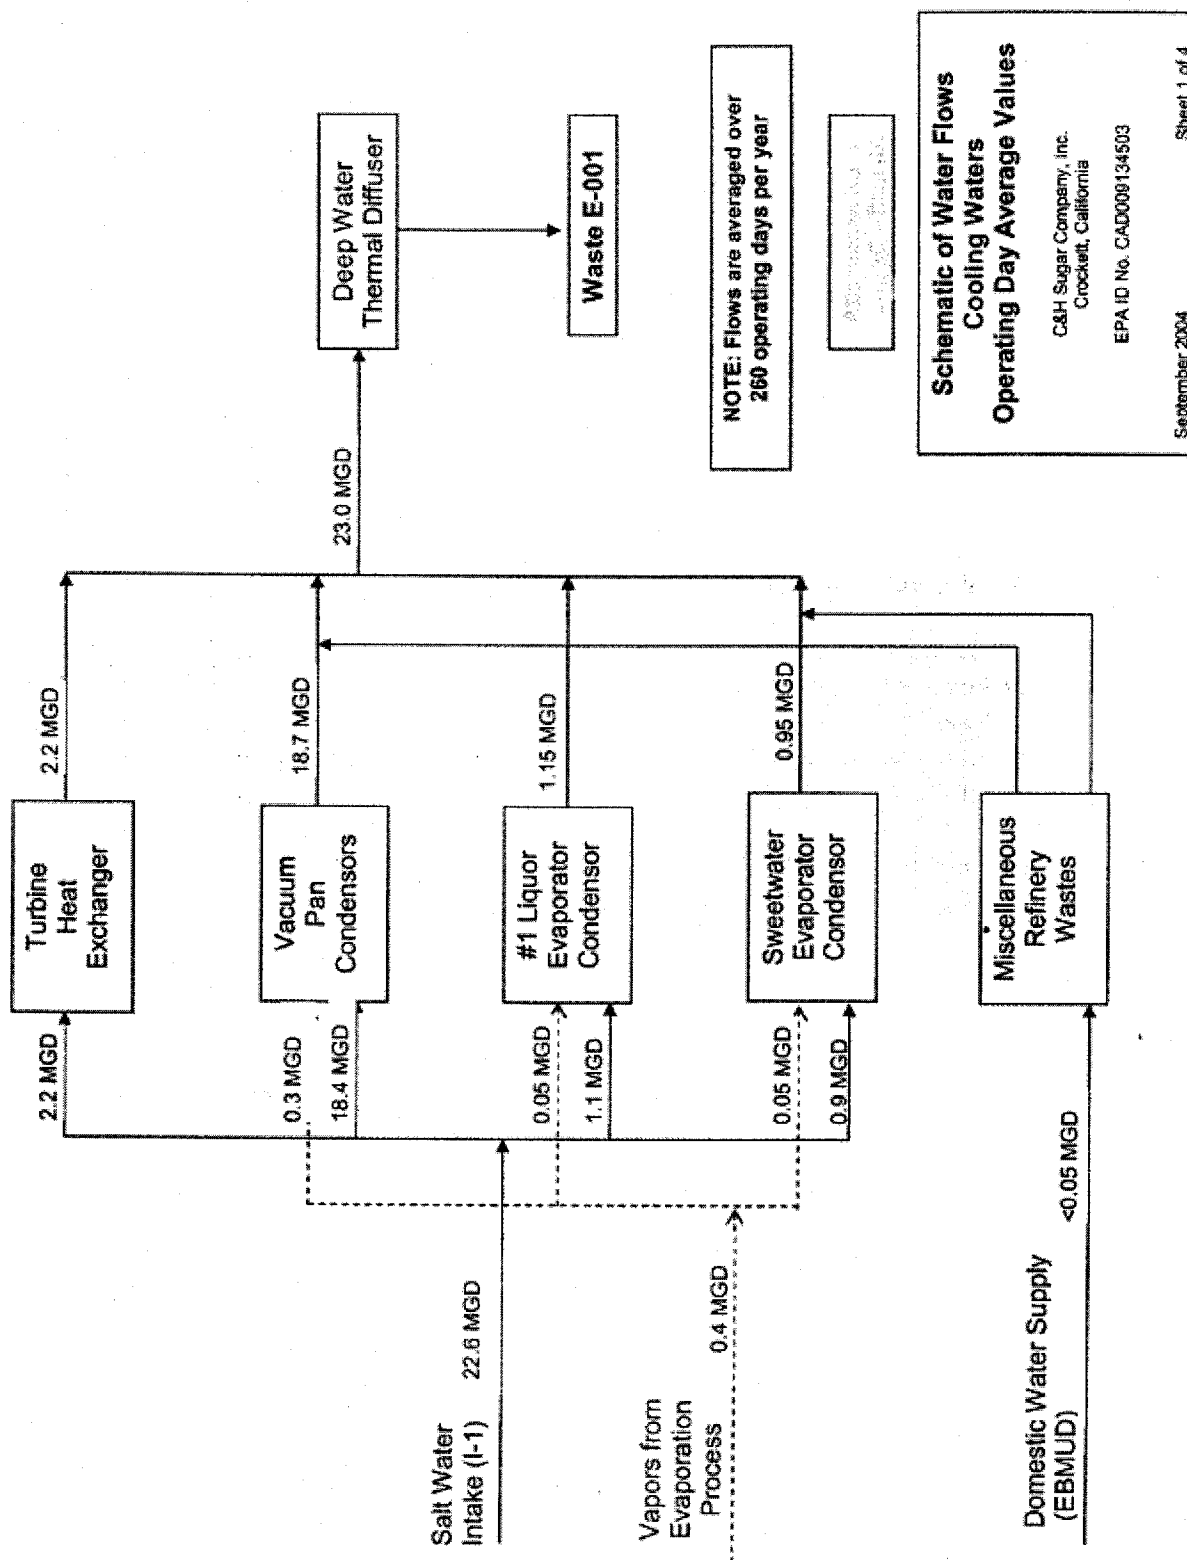 Salt Water
Intake (I-1)
22.6 MGD
Vapors from
Evaporation
Process
0.4 MGD
Domestic Water Supply
(EBMUD)
<0.05 MGD
2.2 MGD
0.3 MGD
18.4 MGD
0.05 MGD
1.1 MGD
0.05 MGD
0.9 MGD
Turbine
Heat
Exchanger
Vacuum
Pan
Condensors
#1 Liquor
Evaporator
Condensor
Sweetwater
Evaporator
Condensor
Miscellaneous
Refinery
Wastes
2.2 MGD
18.7 MGD
1.15 MGD
0.95 MGD
23.0 MGD
Deep Water
Thermal Diffuser
Waste E-001
NOTE: Flows are averaged over
260 operating days per year
Schematic of Water Flows
Cooling Waters
Operating Day Average Values
C&H Sugar Company, Inc.
Crockett, California
EPA ID No. CAD009134503
September 2004
Sheet 1 of 4